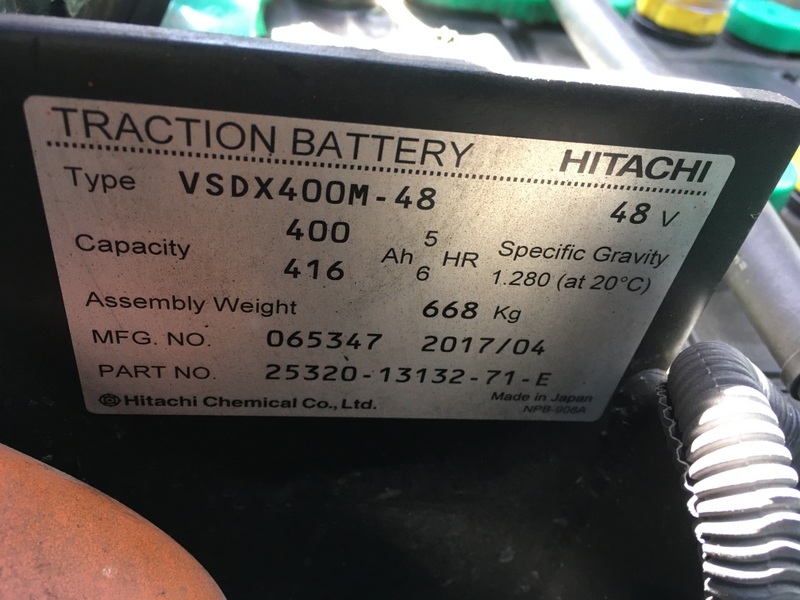 TRACTION BATTERY HITACHI
Type VSDX400M-48 48 V
Capacity 400 Ah 5 HR Specific Gravity
416 6 1.280 (at 20°C)
Assembly Weight 668 Kg
MFG. NO. 065347 2017/04
PART NO. 25320-13132-71-E
Hitachi Chemical Co., Ltd. Made in Japan
NPB-908A